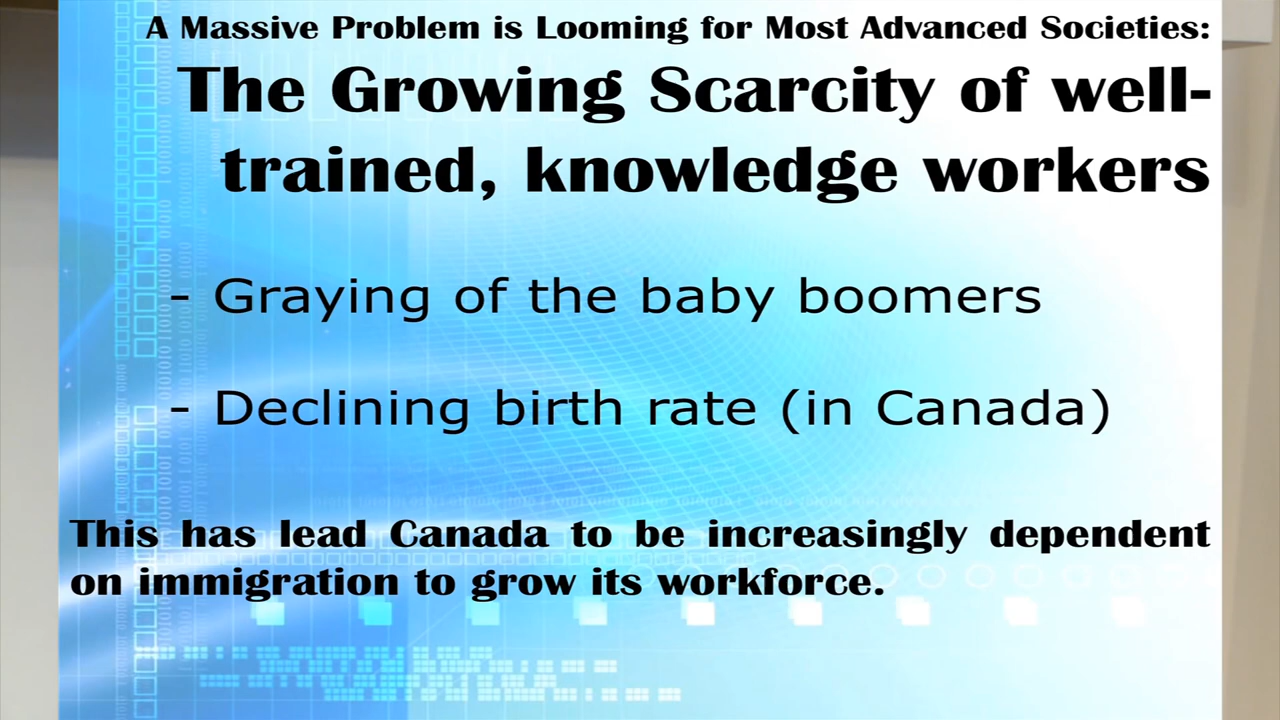 A Massive Problem is Looming for Most Advanced Societies:
The Growing Scarcity of well-
trained, knowledge workers
- Graying of the baby boomers
- Declining birth rate (in Canada)
This has lead Canada to be increasingly dependent
on immigration to grow its workforce.